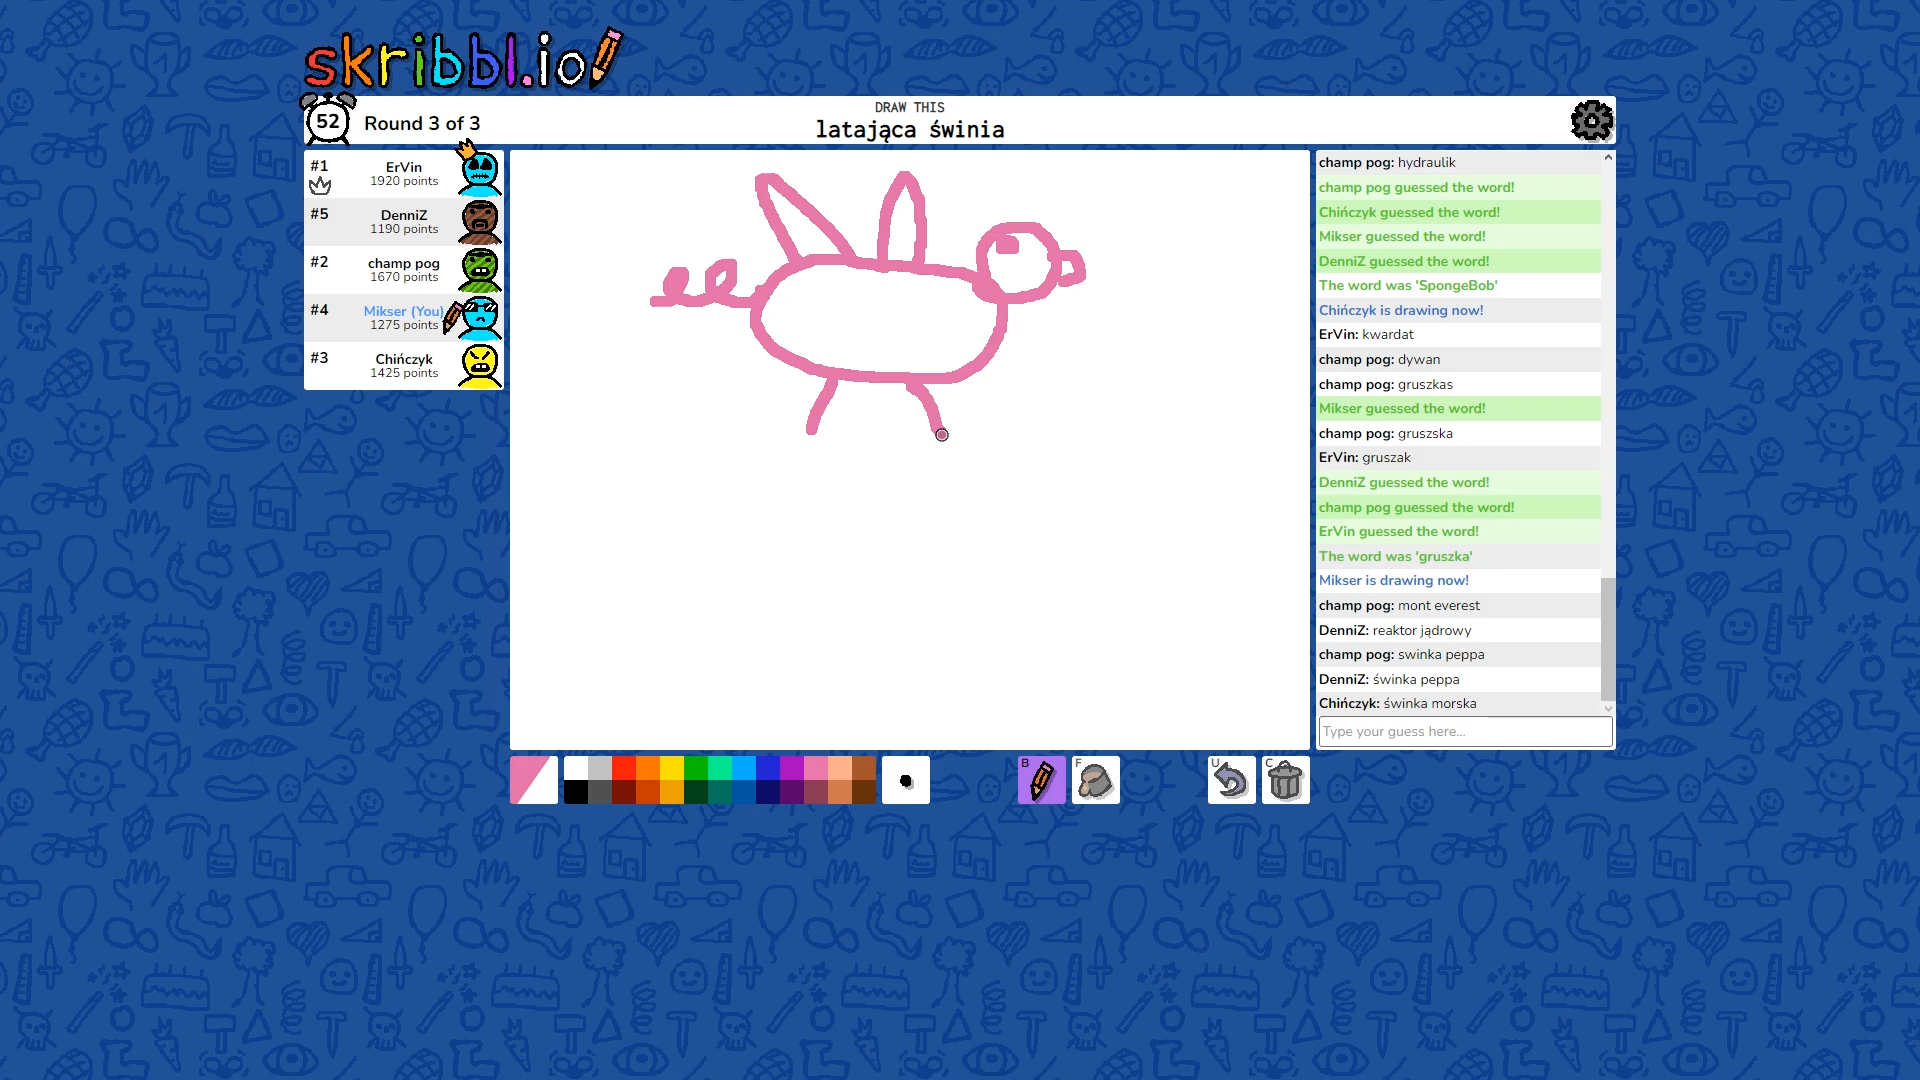 skribbl.io
52
Round 3 of 3
DRAW THIS
latająca świnia
#1
ErVin
1920 points
#5
DenniZ
1190 points
#2
champ pog
1670 points
#4
Mikser (You)
1275 points
#3
Chińczyk
1425 points
champ pog: hydraulik
champ pog guessed the word!
Chińczyk guessed the word!
Mikser guessed the word!
DenniZ guessed the word!
The word was 'SpongeBob'
Chińczyk is drawing now!
ErVin: kwardat
champ pog: dywan
champ pog: gruszkas
Mikser guessed the word!
champ pog: gruszska
ErVin: gruszak
DenniZ guessed the word!
champ pog guessed the word!
ErVin guessed the word!
The word was 'gruszka'
Mikser is drawing now!
champ pog: mont everest
DenniZ: reaktor jądrowy
champ pog: swinka peppa
DenniZ: świnka peppa
Chińczyk: świnka morska
Type your guess here...
B
F
U
C